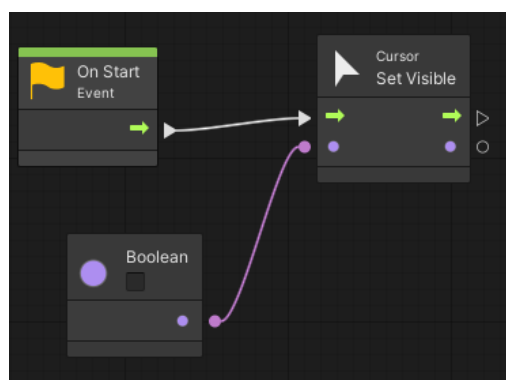 On Start
Event
Cursor
Set Visible
Boolean